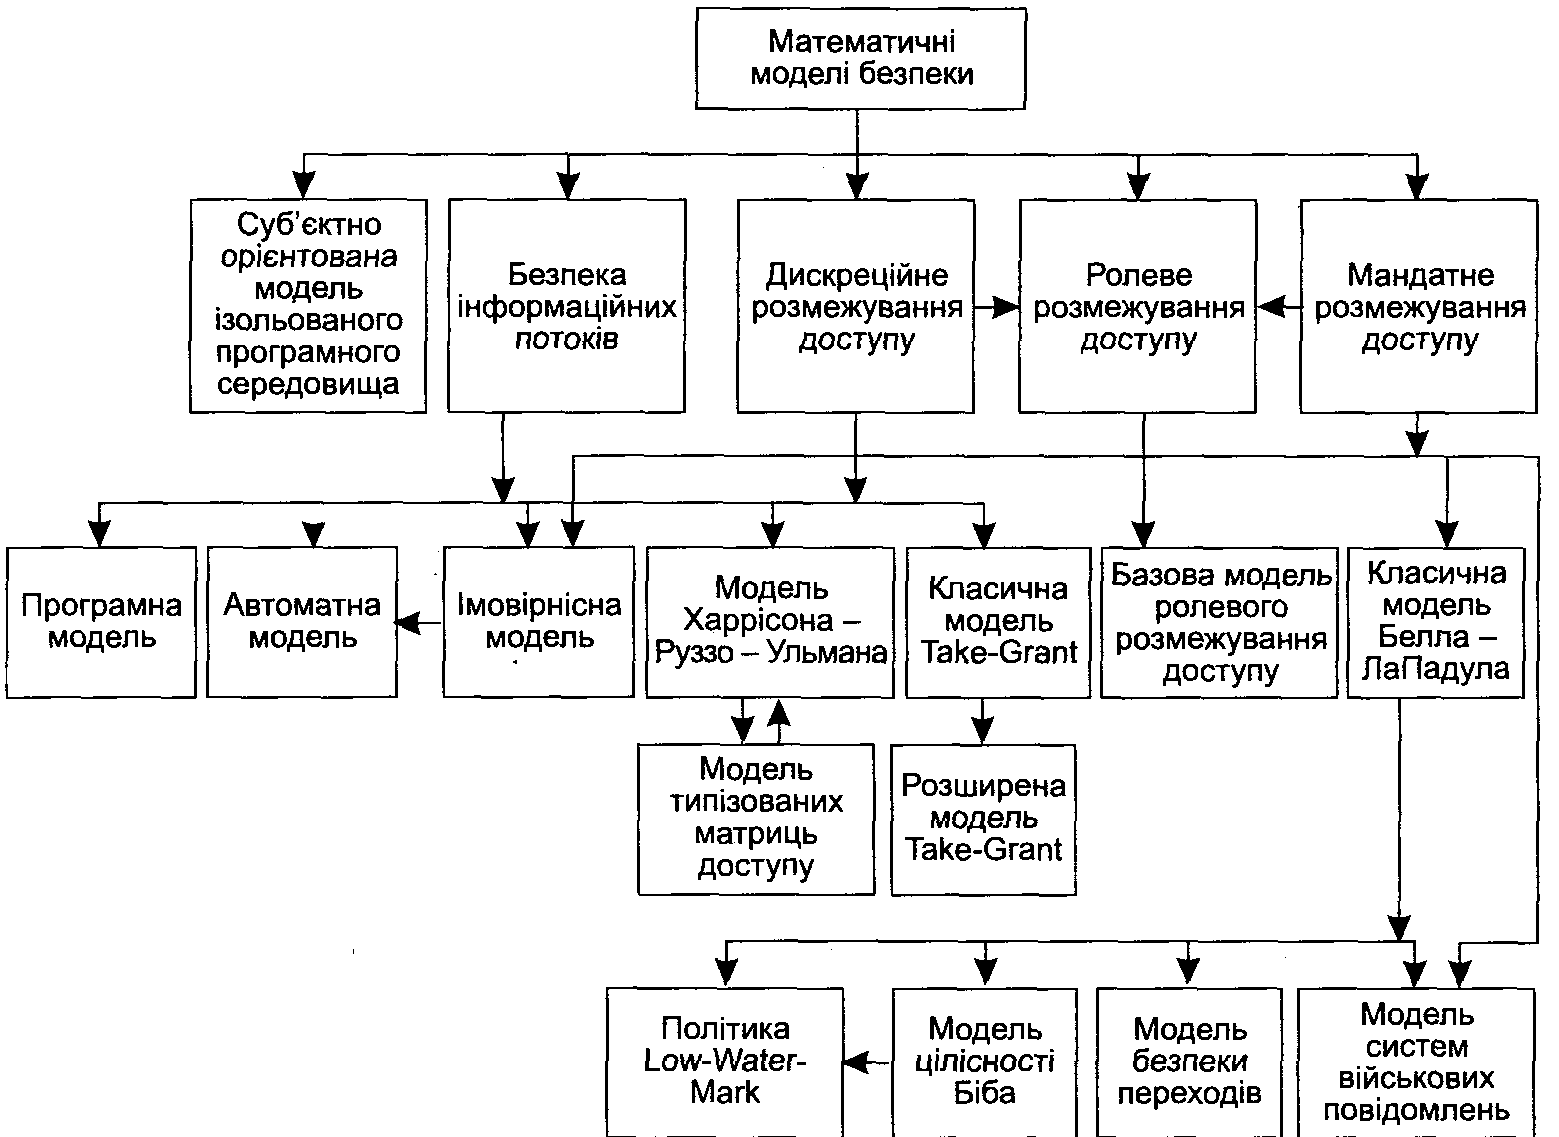 Математичні
моделі безпеки
Суб’єктно
орієнтована
модель
ізольованого
програмного
середовища
Безпека
інформаційних
потоків
Дискреційне
розмежування
доступу
Ролеве
розмежування
доступу
Мандатне
розмежування
доступу
Програмна
модель
Автоматна
модель
Імовірнісна
модель
Модель
Харрісона –
Руззо – Ульмана
Класична
модель
Take-Grant
Базова модель
ролевого
розмежування
доступу
Класична
модель
Белла –
ЛаПадула
Модель
типізованих
матриць
доступу
Розширена
модель
Take-Grant
Політика
Low-Water-
Mark
Модель
цілісності
Біба
Модель
безпеки
переходів
Модель
систем
військових
повідомлень